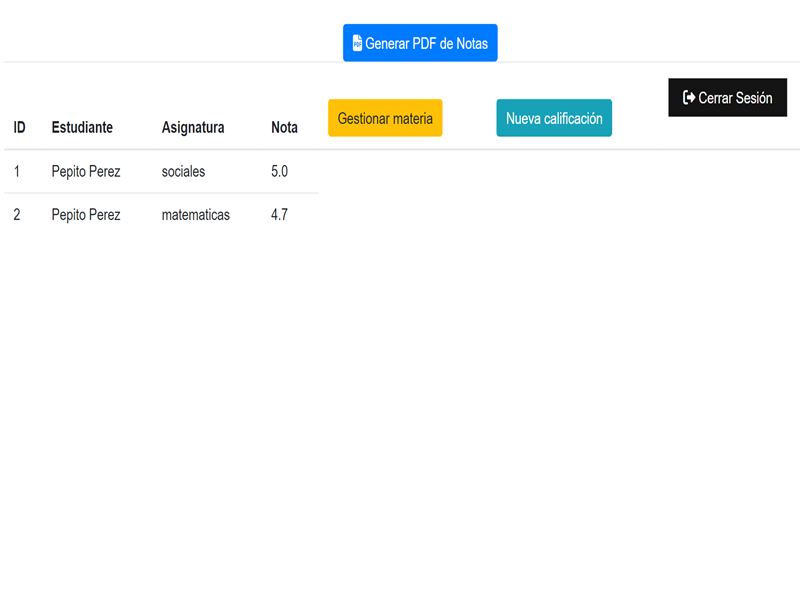 Generar PDF de Notas
Cerrar Sesión
Gestionar materia Nueva calificación
ID Estudiante Asignatura Nota
1 Pepito Perez sociales 5.0
2 Pepito Perez matematicas 4.7